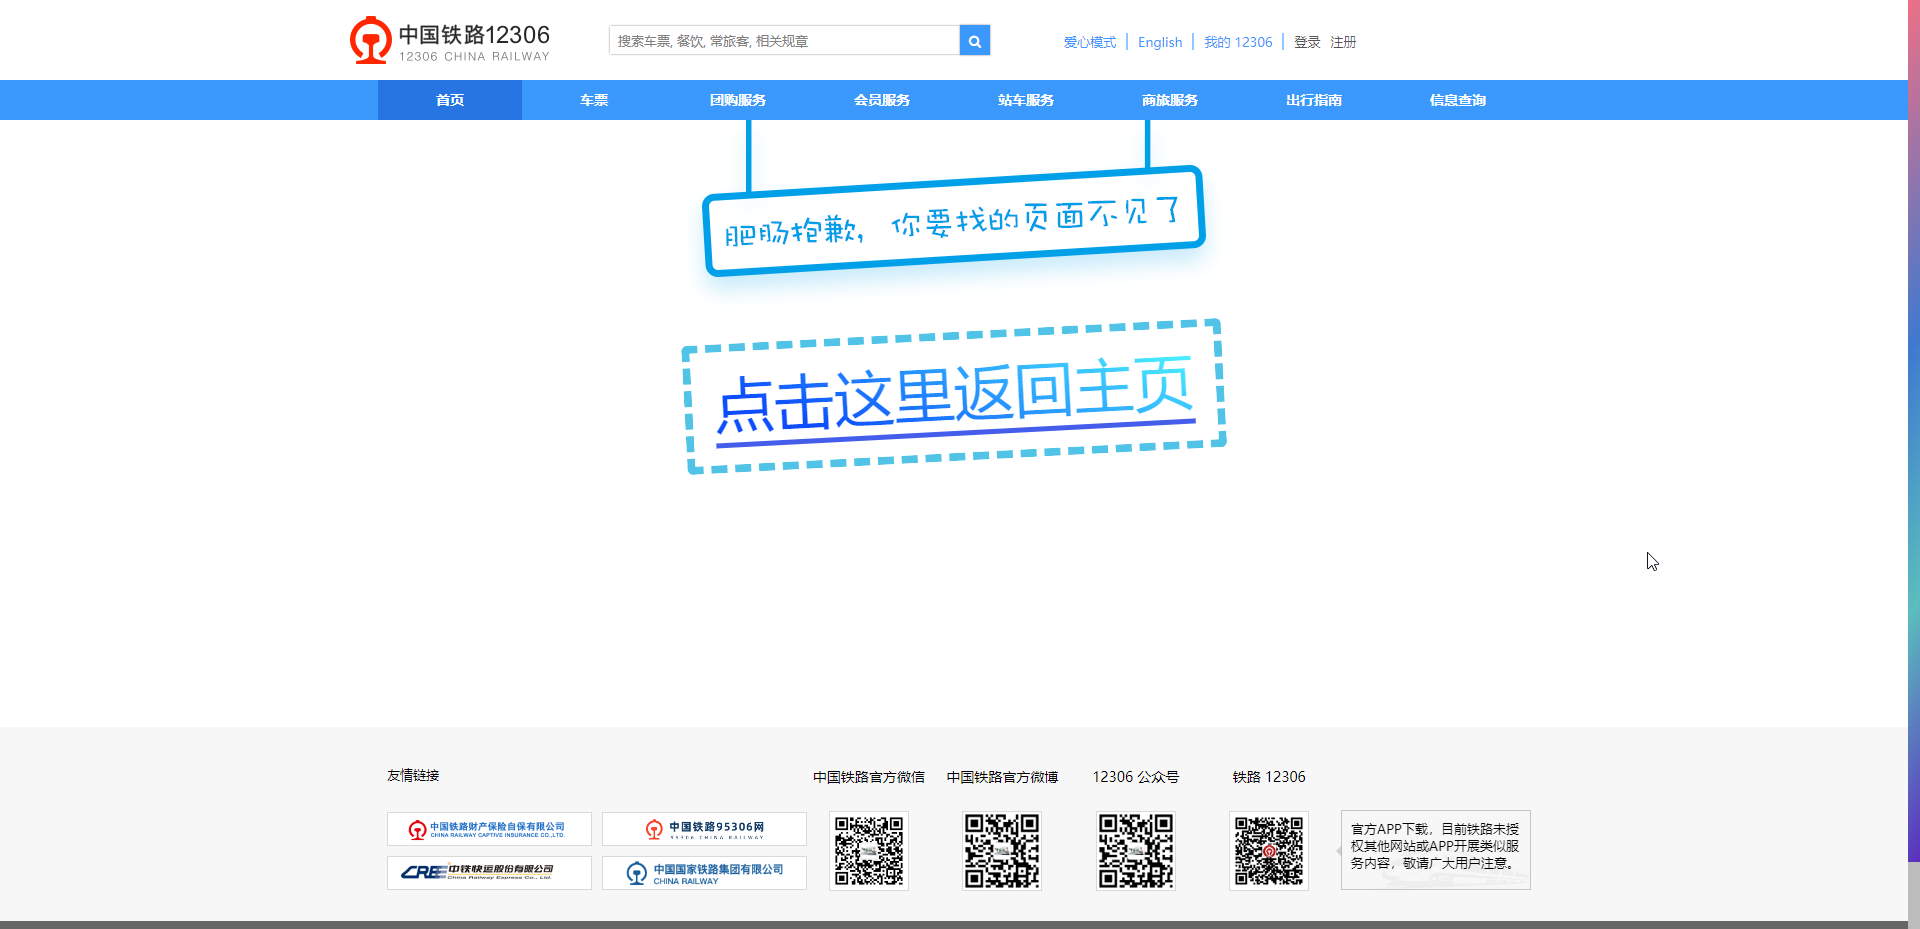 中国铁路12306
12306 CHINA RAILWAY
搜索车票, 餐饮, 常旅客, 相关规章
爱心模式 English 我的 12306 登录 注册
首页 车票 团购服务 会员服务 站车服务 商旅服务 出行指南 信息查询
肥肠抱歉, 你要找的页面不见了
点击这里返回主页
友情链接
中国铁路官方微信 中国铁路官方微博 12306 公众号 铁路 12306
中国铁路财产保险自保有限公司
CHINA RAILWAY CAPTIVE INSURANCE CO.,LTD.
中国铁路95306网
95306 CHINA RAILWAY
CRE 中铁快运股份有限公司
China Railway Express Co., Ltd.
中国国家铁路集团有限公司
CHINA RAILWAY
官方APP下载，目前铁路未授
权其他网站或APP开展类似服
务内容，敬请广大用户注意。